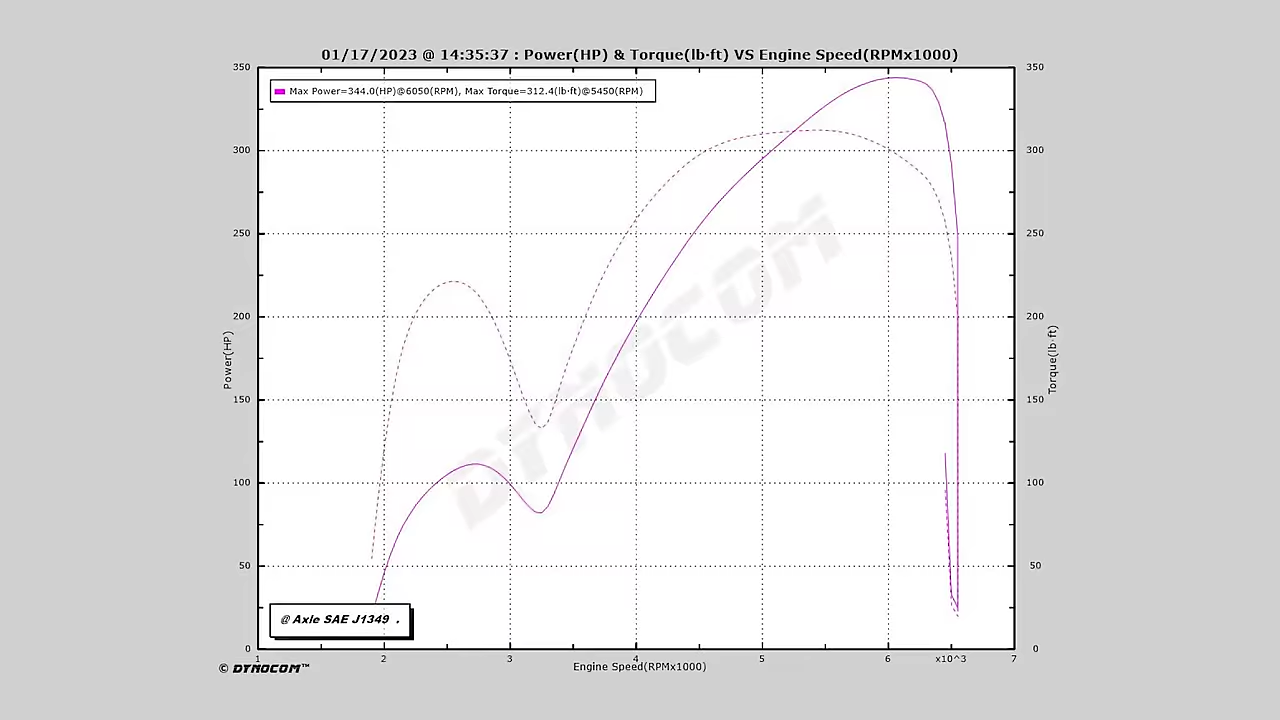 01/17/2023 @ 14:35:37 : Power(HP) & Torque(lb·ft) VS Engine Speed(RPMx1000)
Max Power=344.0(HP)@6050(RPM), Max Torque=312.4(lb·ft)@5450(RPM)
350
300
250
200
150
100
50
0
Power(HP)
350
300
250
200
150
100
50
0
Torque(lb·ft)
DYNOCOM
@ Axle SAE J1349 .
1 2 3 4 5 6 x10^3 7
Engine Speed(RPMx1000)
© DYNOCOM™